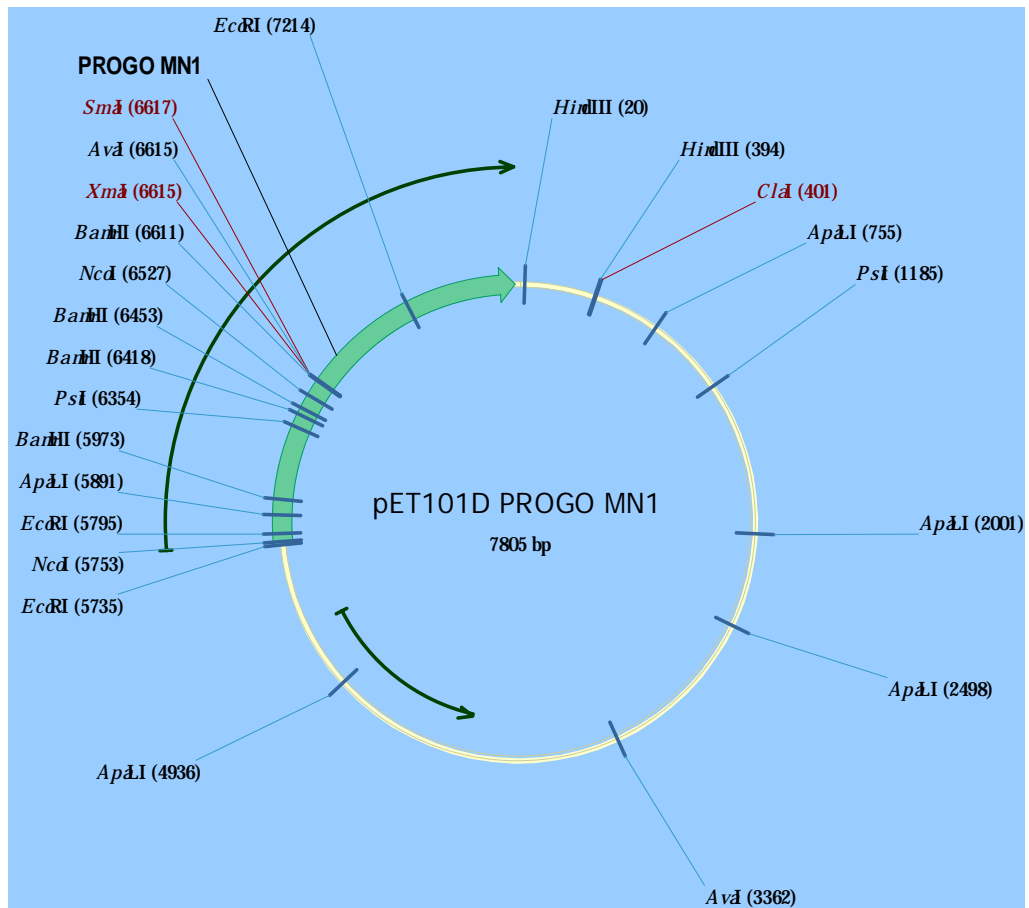 EcoRI (7214)
PROGO MN1
SmaI (6617)
AvaI (6615)
XmaI (6615)
BamHI (6611)
NcoI (6527)
BamHI (6453)
BamHI (6418)
PstI (6354)
BamHI (5973)
ApaLI (5891)
EcoRI (5795)
NcoI (5753)
EcoRI (5735)
HindIII (20)
HindIII (394)
ClaI (401)
ApaLI (755)
PstI (1185)
pET101D PROGO MN1
7805 bp
ApaLI (2001)
ApaLI (2498)
ApaLI (4936)
AvaI (3362)